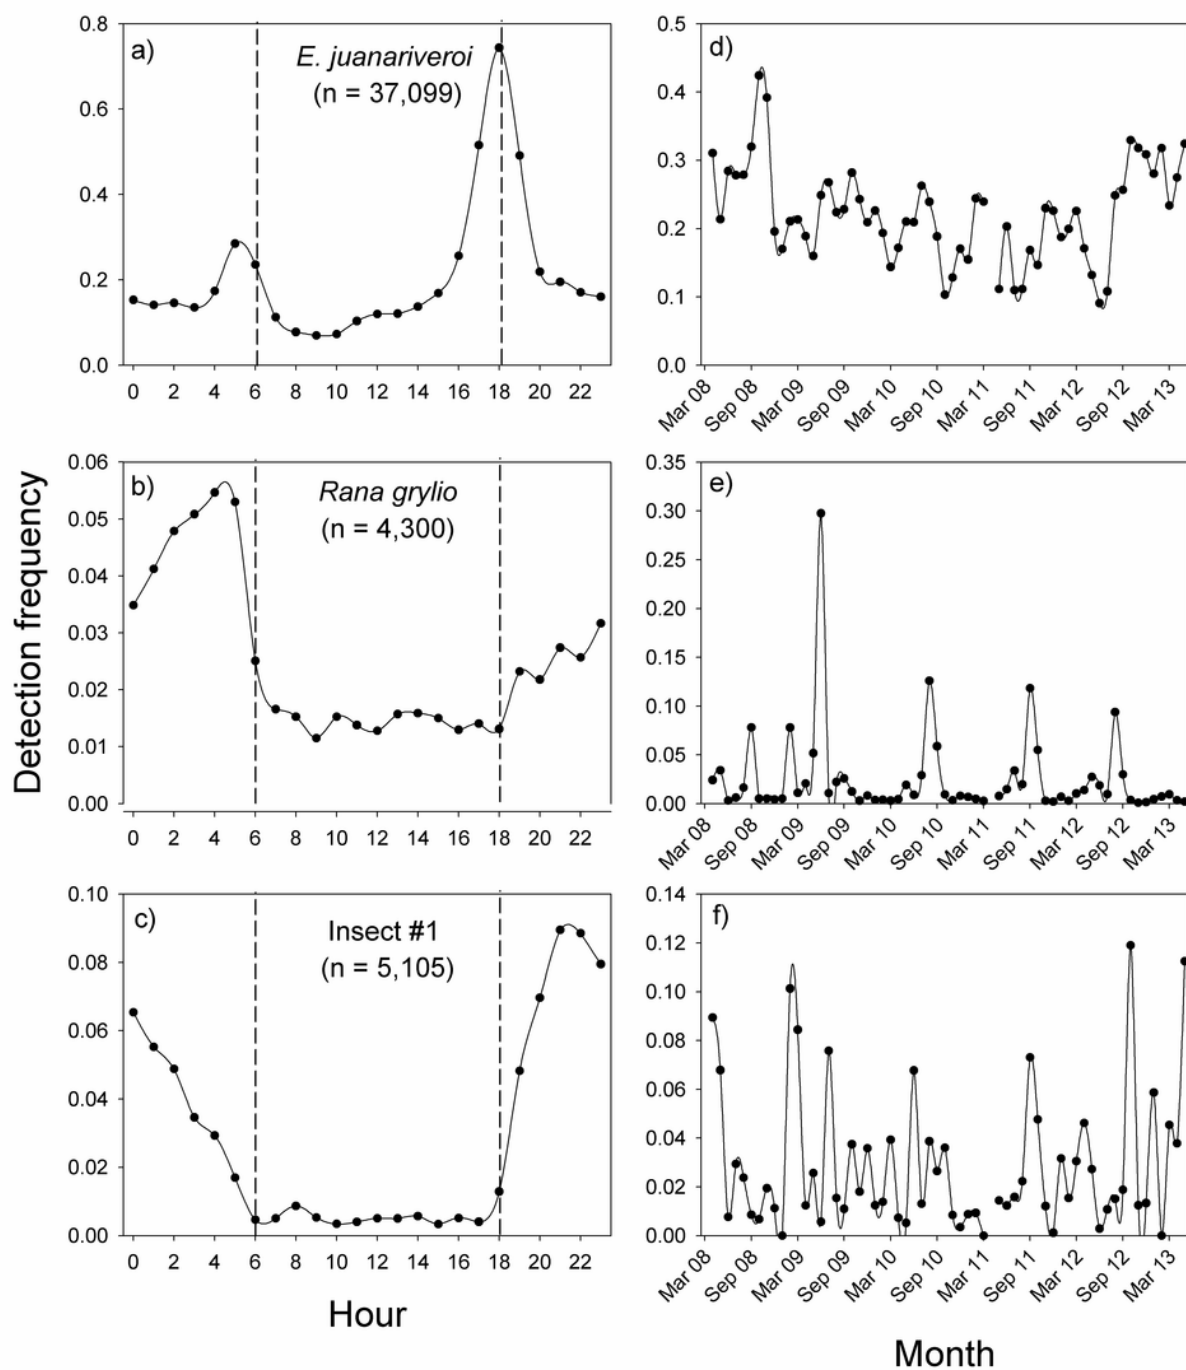 a)
E. juanariveroi
(n = 37,099)
0.8
0.6
0.4
0.2
0.0
0 2 4 6 8 10 12 14 16 18 20 22
d)
0.5
0.4
0.3
0.2
0.1
0.0
Mar 08 Sep 08 Mar 09 Sep 09 Mar 10 Sep 10 Mar 11 Sep 11 Mar 12 Sep 12 Mar 13
Detection frequency
b)
Rana grylio
(n = 4,300)
0.06
0.05
0.04
0.03
0.02
0.01
0.00
0 2 4 6 8 10 12 14 16 18 20 22
e)
0.35
0.30
0.25
0.20
0.15
0.10
0.05
0.00
Mar 08 Sep 08 Mar 09 Sep 09 Mar 10 Sep 10 Mar 11 Sep 11 Mar 12 Sep 12 Mar 13
c)
Insect #1
(n = 5,105)
0.10
0.08
0.06
0.04
0.02
0.00
0 2 4 6 8 10 12 14 16 18 20 22
Hour
f)
0.14
0.12
0.10
0.08
0.06
0.04
0.02
0.00
Mar 08 Sep 08 Mar 09 Sep 09 Mar 10 Sep 10 Mar 11 Sep 11 Mar 12 Sep 12 Mar 13
Month